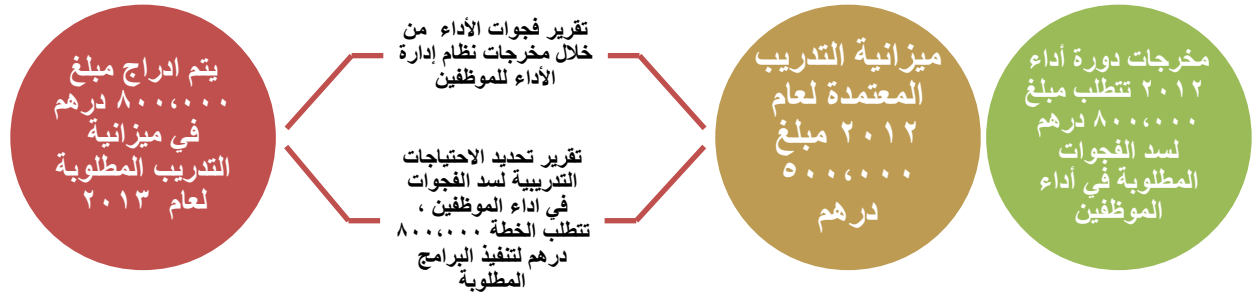 مخرجات دورة أداء
٢٠١٢ تتطلب مبلغ
٨٠٠،٠٠٠ درهم
لسد الفجوات
المطلوبة في أداء
الموظفين
ميزانية التدريب
المعتمدة لعام
٢٠١٢ مبلغ
٥٠٠،٠٠٠
درهم
تقرير فجوات الأداء من
خلال مخرجات نظام إدارة
الأداء للموظفين
تقرير تحديد الاحتياجات
التدريبية لسد الفجوات
في اداء الموظفين ،
تتطلب الخطة ٨٠٠،٠٠٠
درهم لتنفيذ البرامج
المطلوبة
يتم ادراج مبلغ
٨٠٠،٠٠٠ درهم
في ميزانية
التدريب المطلوبة
لعام ٢٠١٣